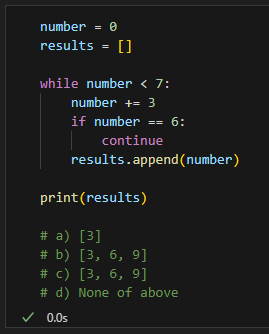 number = 0
results = []
while number < 7:
    number += 3
    if number == 6:
        continue
    results.append(number)
print(results)
# a) [3]
# b) [3, 6, 9]
# c) [3, 6, 9]
# d) None of above
✓ 0.0s